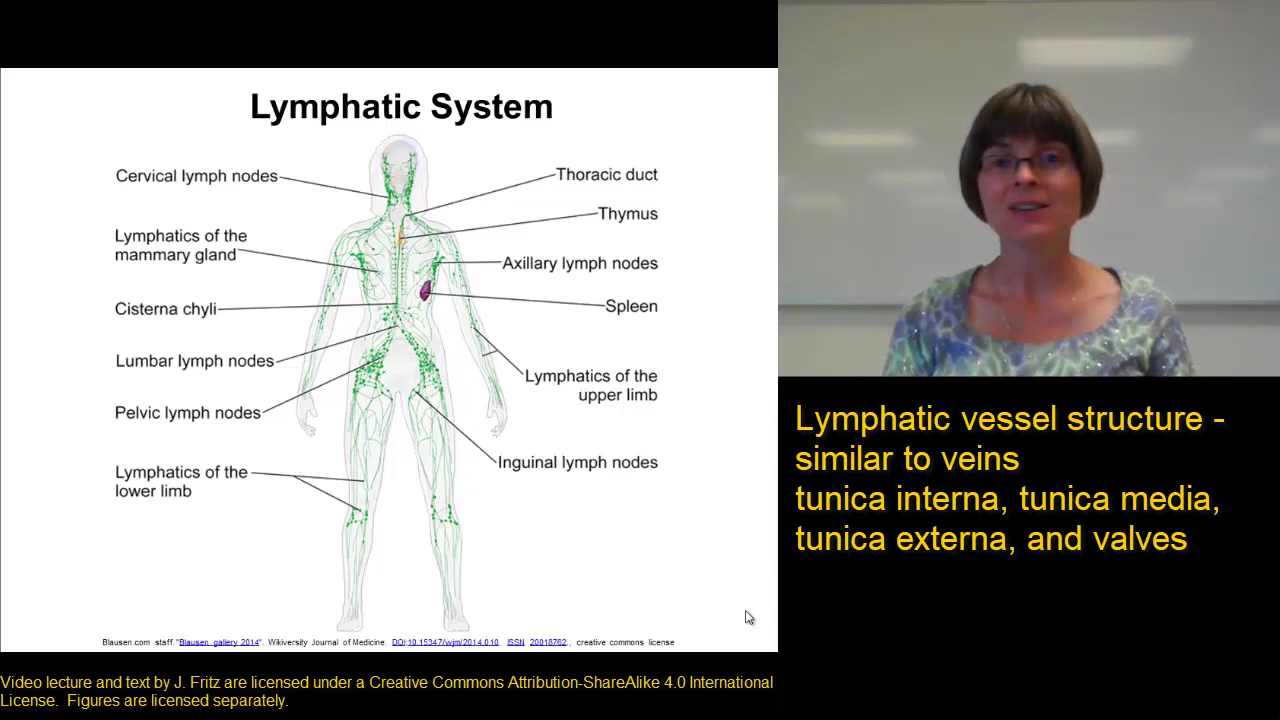 Lymphatic System
Cervical lymph nodes
Lymphatics of the
mammary gland
Cisterna chyli
Lumbar lymph nodes
Pelvic lymph nodes
Lymphatics of the
lower limb
Thoracic duct
Thymus
Axillary lymph nodes
Spleen
Lymphatics of the
upper limb
Inguinal lymph nodes
Blausen.com staff. "Blausen gallery 2014". Wikiversity Journal of Medicine. DOI:10.15347/wjm/2014.010 ISSN 20018762., creative commons license
Lymphatic vessel structure -
similar to veins
tunica interna, tunica media,
tunica externa, and valves
Video lecture and text by J. Fritz are licensed under a Creative Commons Attribution-ShareAlike 4.0 International
License. Figures are licensed separately.